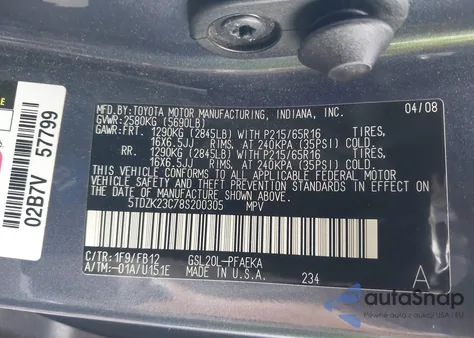 MFD. BY: TOYOTA MOTOR MANUFACTURING, INDIANA, INC. 04/08
GVWR: 2580KG (5690LB)
GAWR: FRT. 1290KG (2845LB) WITH P215/65R16 TIRES,
16X6.5JJ RIMS, AT 240KPA (35PSI) COLD.
RR. 1290KG (2845LB) WITH P215/65R16 TIRES,
16X6.5JJ RIMS, AT 240KPA (35PSI) COLD.
THIS VEHICLE CONFORMS TO ALL APPLICABLE FEDERAL MOTOR
VEHICLE SAFETY AND THEFT PREVENTION STANDARDS IN EFFECT ON
THE DATE OF MANUFACTURE SHOWN ABOVE.
5TDZK23C78S200305 MPV
C/TR: 1F9/FB12 GSL20L-PFAEKA
A/TM: -01A/U151E MADE IN U.S.A. 234 A
02B7V 57799
autoSnap